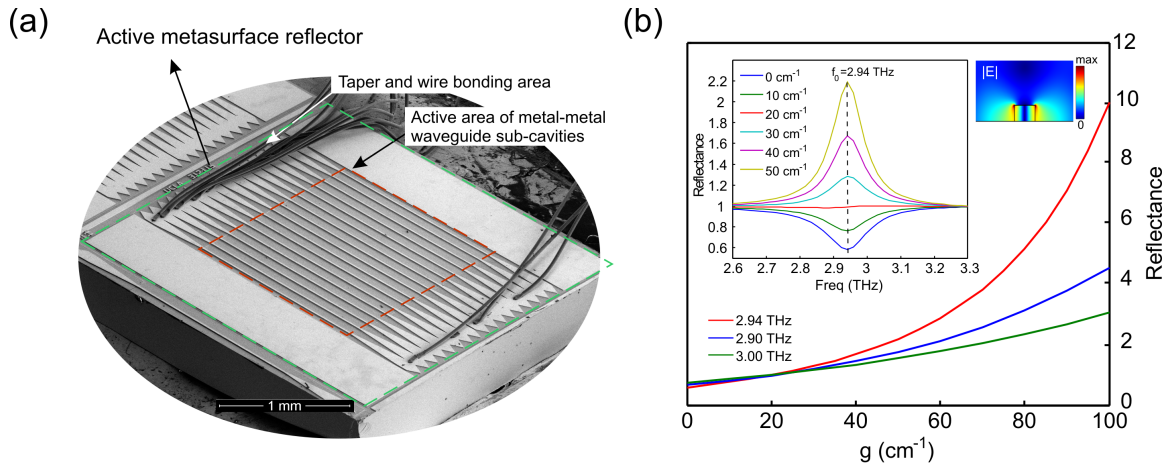 (a)
Active metasurface reflector
Taper and wire bonding area
Active area of metal-metal
waveguide sub-cavities
1 mm
(b)
12
10
8
6
4
2
0
Reflectance
0
20
40
60
80
100
g (cm-1)
2.94 THz
2.90 THz
3.00 THz
f0=2.94 THz
0 cm-1
10 cm-1
20 cm-1
30 cm-1
40 cm-1
50 cm-1
2.2
2
1.8
1.6
1.4
1.2
1
0.8
0.6
Reflectance
2.6
2.7
2.8
2.9
3
3.1
3.2
3.3
Freq (THz)
|E|
max
0